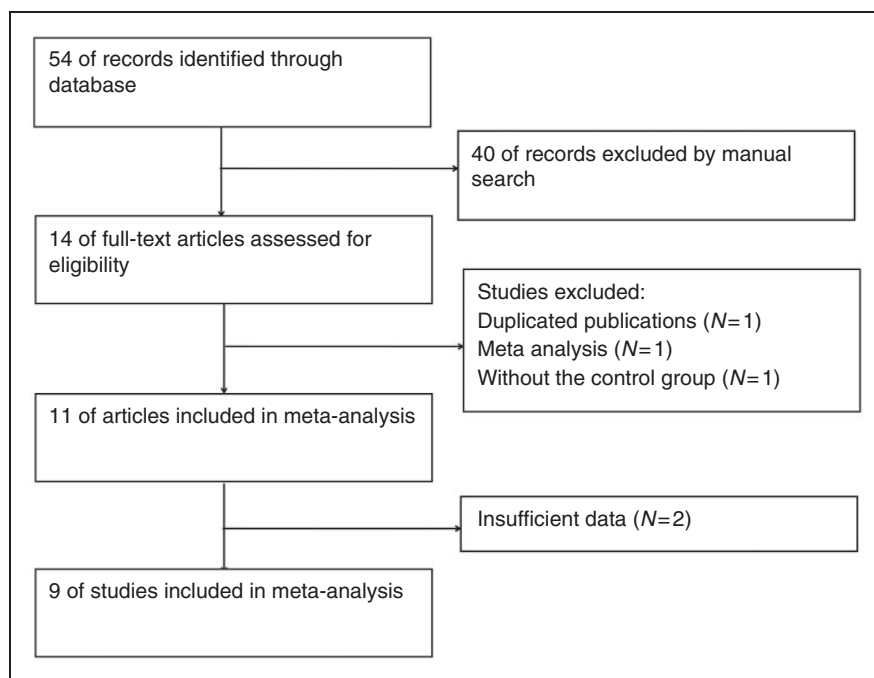 54 of records identified through
database
40 of records excluded by manual
search
14 of full-text articles assessed for
eligibility
Studies excluded:
Duplicated publications (N=1)
Meta analysis (N=1)
Without the control group (N=1)
11 of articles included in meta-analysis
Insufficient data (N=2)
9 of studies included in meta-analysis